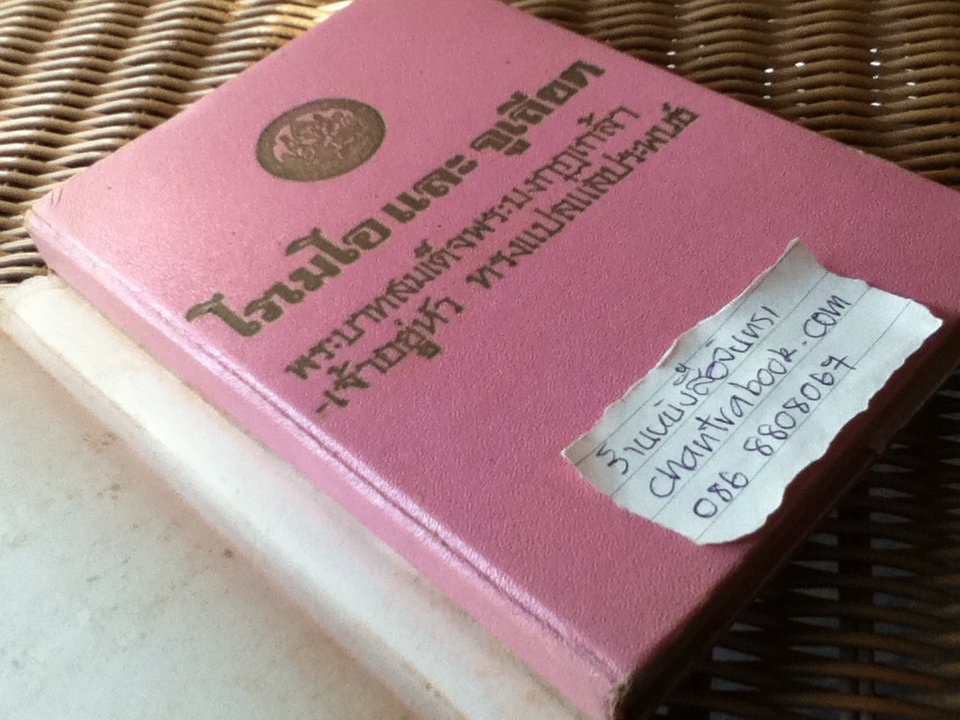 โรเมโอ และ จูเลียต
พระบาทสมเด็จพระมงกุฎเกล้า
-เจ้าอยู่หัว ทรงแปลและประพนธ์
ร้านหนังสือจันทรา
chantrabook.com
086 8808067